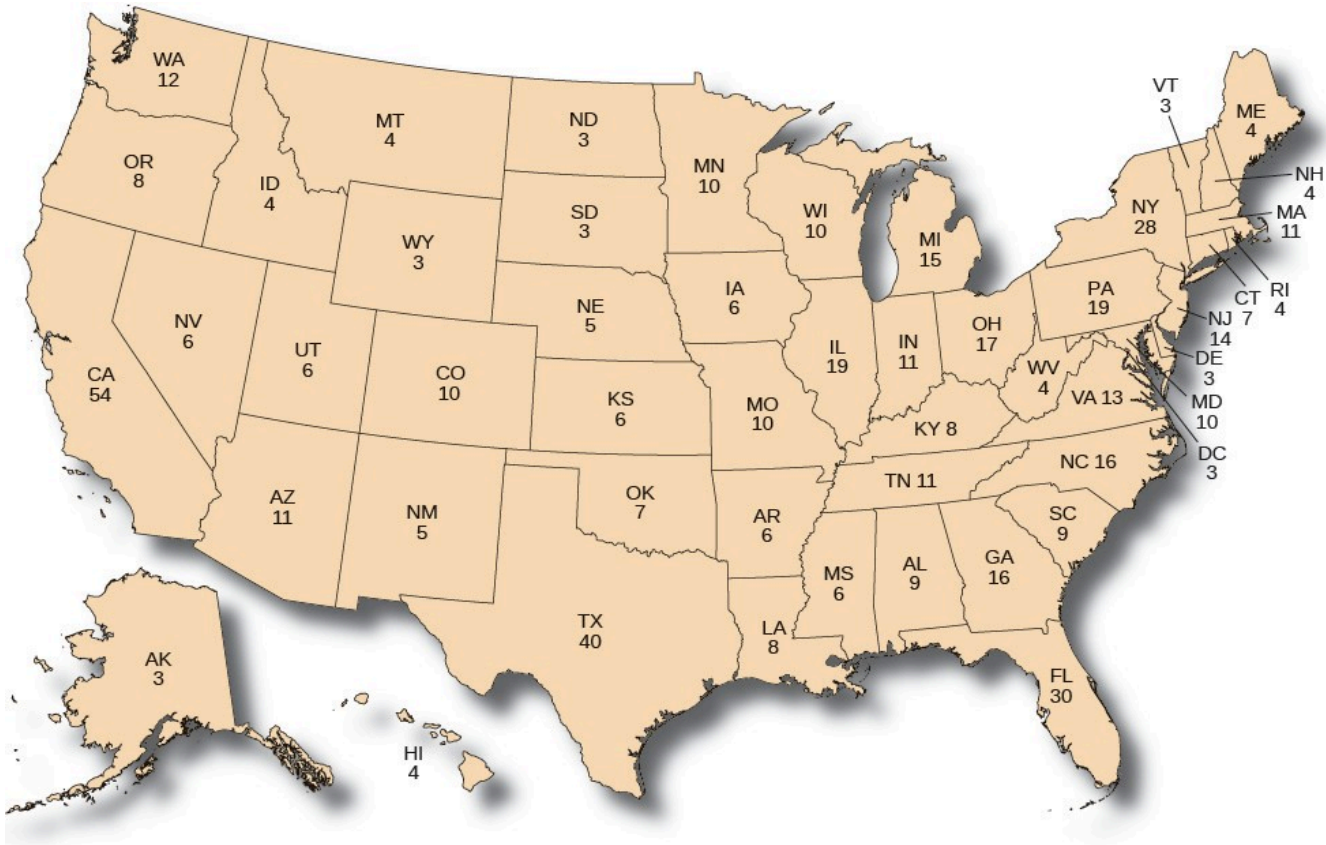 WA
12
OR
8
ID
4
MT
4
ND
3
MN
10
SD
3
WY
3
WI
10
MI
15
VT
3
ME
4
NH
4
NY
28
MA
11
RI
4
CT
7
PA
19
NJ
14
NV
6
UT
6
CA
54
CO
10
NE
5
IA
6
IL
19
IN
11
OH
17
WV
4
VA 13
DE
3
MD
10
DC
3
KS
6
MO
10
KY 8
NC 16
TN 11
AZ
11
NM
5
OK
7
AR
6
SC
9
MS
6
AL
9
GA
16
TX
40
LA
8
FL
30
AK
3
HI
4